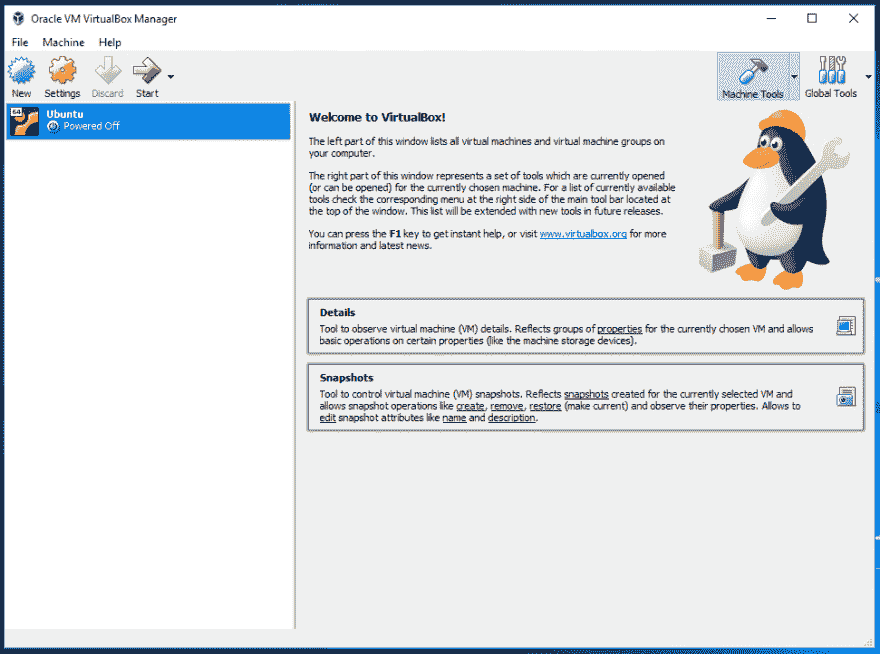 Oracle VM VirtualBox Manager
File Machine Help
New Settings Discard Start Machine Tools Global Tools
64
Ubuntu
Powered Off
Welcome to VirtualBox!
The left part of this window lists all virtual machines and virtual machine groups on
your computer.
The right part of this window represents a set of tools which are currently opened
(or can be opened) for the currently chosen machine. For a list of currently available
tools check the corresponding menu at the right side of the main tool bar located at
the top of the window. This list will be extended with new tools in future releases.
You can press the F1 key to get instant help, or visit www.virtualbox.org for more
information and latest news.
Details
Tool to observe virtual machine (VM) details. Reflects groups of properties for the currently chosen VM and allows
basic operations on certain properties (like the machine storage devices).
Snapshots
Tool to control virtual machine (VM) snapshots. Reflects snapshots created for the currently selected VM and
allows snapshot operations like create, remove, restore (make current) and observe their properties. Allows to
edit snapshot attributes like name and description.